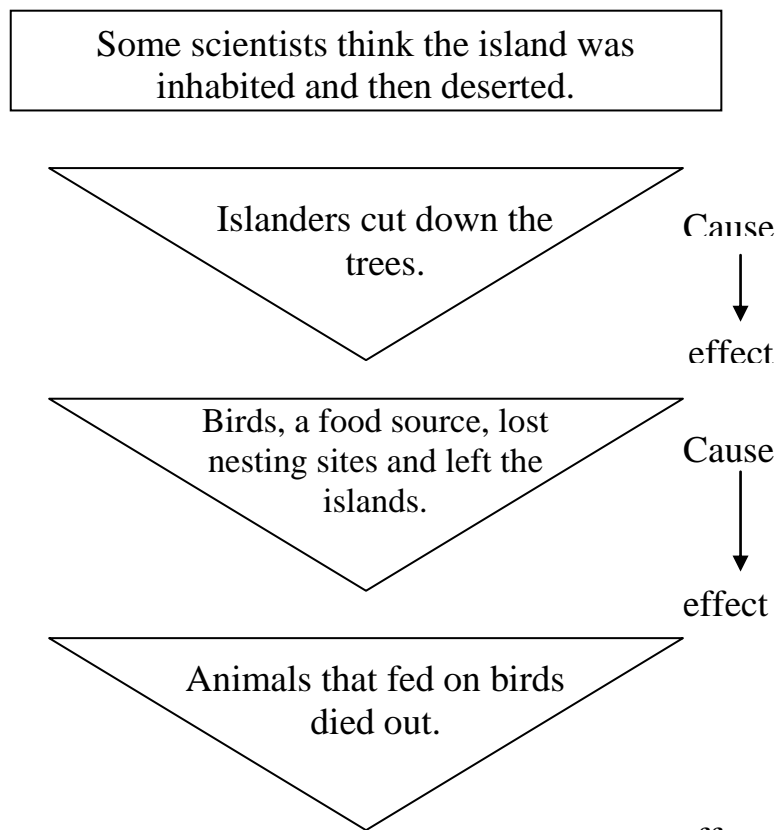 Some scientists think the island was
inhabited and then deserted.
Islanders cut down the
trees.
Cause
effect
Birds, a food source, lost
nesting sites and left the
islands.
Cause
effect
Animals that fed on birds
died out.